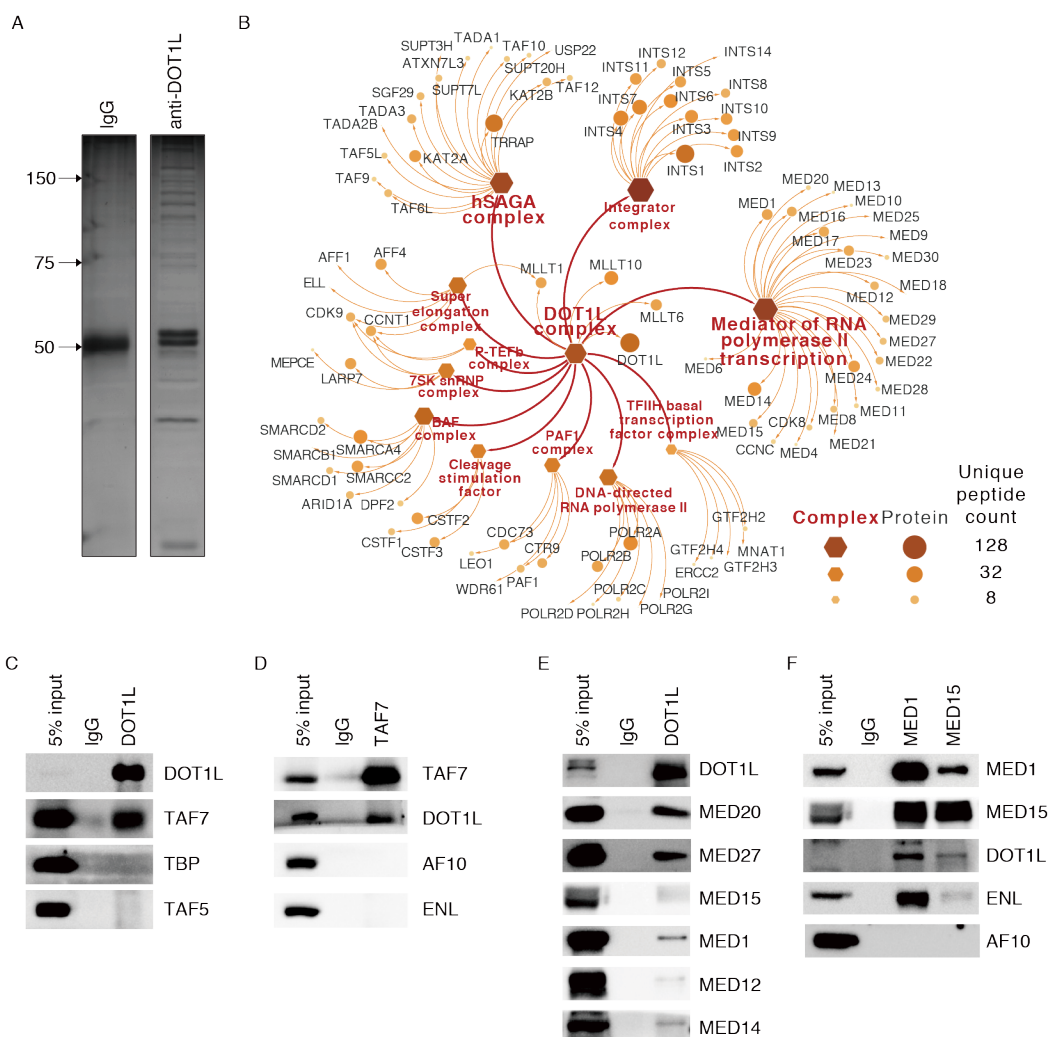 A
IgG
anti-DOT1L
150
75
50
B
SUPT3H
TADA1
TAF10
USP22
ATXN7L3
SUPT20H
SUPT7L
KAT2B
TAF12
SGF29
TADA3
TADA2B
TRRAP
TAF5L
KAT2A
TAF9
TAF6L
hSAGA
complex
INTS12
INTS14
INTS11
INTS5
INTS8
INTS7
INTS6
INTS10
INTS4
INTS3
INTS9
INTS1
INTS2
Integrator
complex
MED20
MED13
MED1
MED10
MED16
MED25
MED17
MED9
MED23
MED30
MED18
MED12
MED29
MED27
MED22
MED6
MED24
MED28
MED14
MED11
MED8
MED15
CDK8
MED21
CCNC
MED4
Mediator of RNA
polymerase II
transcription
AFF1
AFF4
ELL
CDK9
CCNT1
MLLT1
MLLT10
MLLT6
DOT1L
DOT1L
complex
Super
elongation
complex
P-TEFb
complex
MEPCE
LARP7
7SK snRNP
complex
SMARCD2
SMARCB1
SMARCA4
SMARCD1
SMARCC2
ARID1A
DPF2
BAF
complex
Cleavage
stimulation
factor
CSTF2
CSTF1
CSTF3
PAF1
complex
CDC73
LEO1
CTR9
WDR61
PAF1
DNA-directed
RNA polymerase II
POLR2A
POLR2B
POLR2C
POLR2I
POLR2D
POLR2H
POLR2G
TFIIH basal
transcription
factor complex
GTF2H2
GTF2H4
MNAT1
ERCC2
GTF2H3
Unique
peptide
Complex Protein count
128
32
8
C
5% input
IgG
DOT1L
DOT1L
TAF7
TBP
TAF5
D
5% input
IgG
TAF7
TAF7
DOT1L
AF10
ENL
E
5% input
IgG
DOT1L
DOT1L
MED20
MED27
MED15
MED1
MED12
MED14
F
5% input
IgG
MED1
MED15
MED1
MED15
DOT1L
ENL
AF10